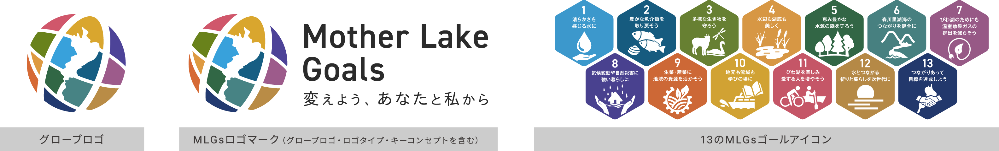 Mother Lake
Goals
変えよう、あなたと私から
1
清らかさを
感じる水に
2
豊かな魚介類を
取り戻そう
3
多様な生き物を
守ろう
4
水辺も湖底も
美しく
5
恵み豊かな
水源の森を守ろう
6
森川里湖海の
つながりを健全に
7
びわ湖のためにも
温室効果ガスの
排出を減らそう
8
気候変動や自然災害に
強い暮らしに
9
生業・産業に
地域の資源を活かそう
10
地元も流域も
学びの場に
11
びわ湖を楽しみ
愛する人を増やそう
12
水とつながる
祈りと暮らしを次世代に
13
つながりあって
目標を達成しよう
グローブロゴ
MLGsロゴマーク（グローブロゴ・ロゴタイプ・キーコンセプトを含む）
13のMLGsゴールアイコン